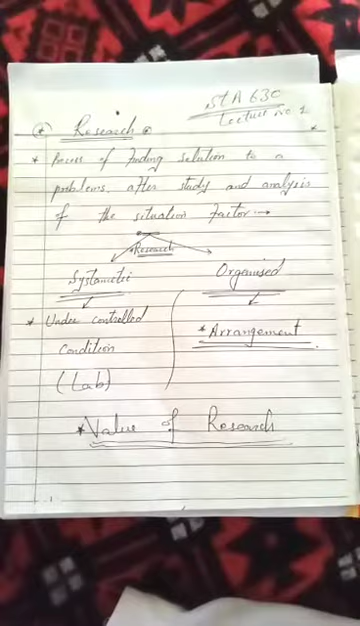 STA 630
Lecture no 1
* Research
* Process of finding solution to a
problems, after study and analysis
of the situation factor →
Research
Systametic
Organised
* Under controlled
Condition
(Lab)
* Arrangement
* Value of Research